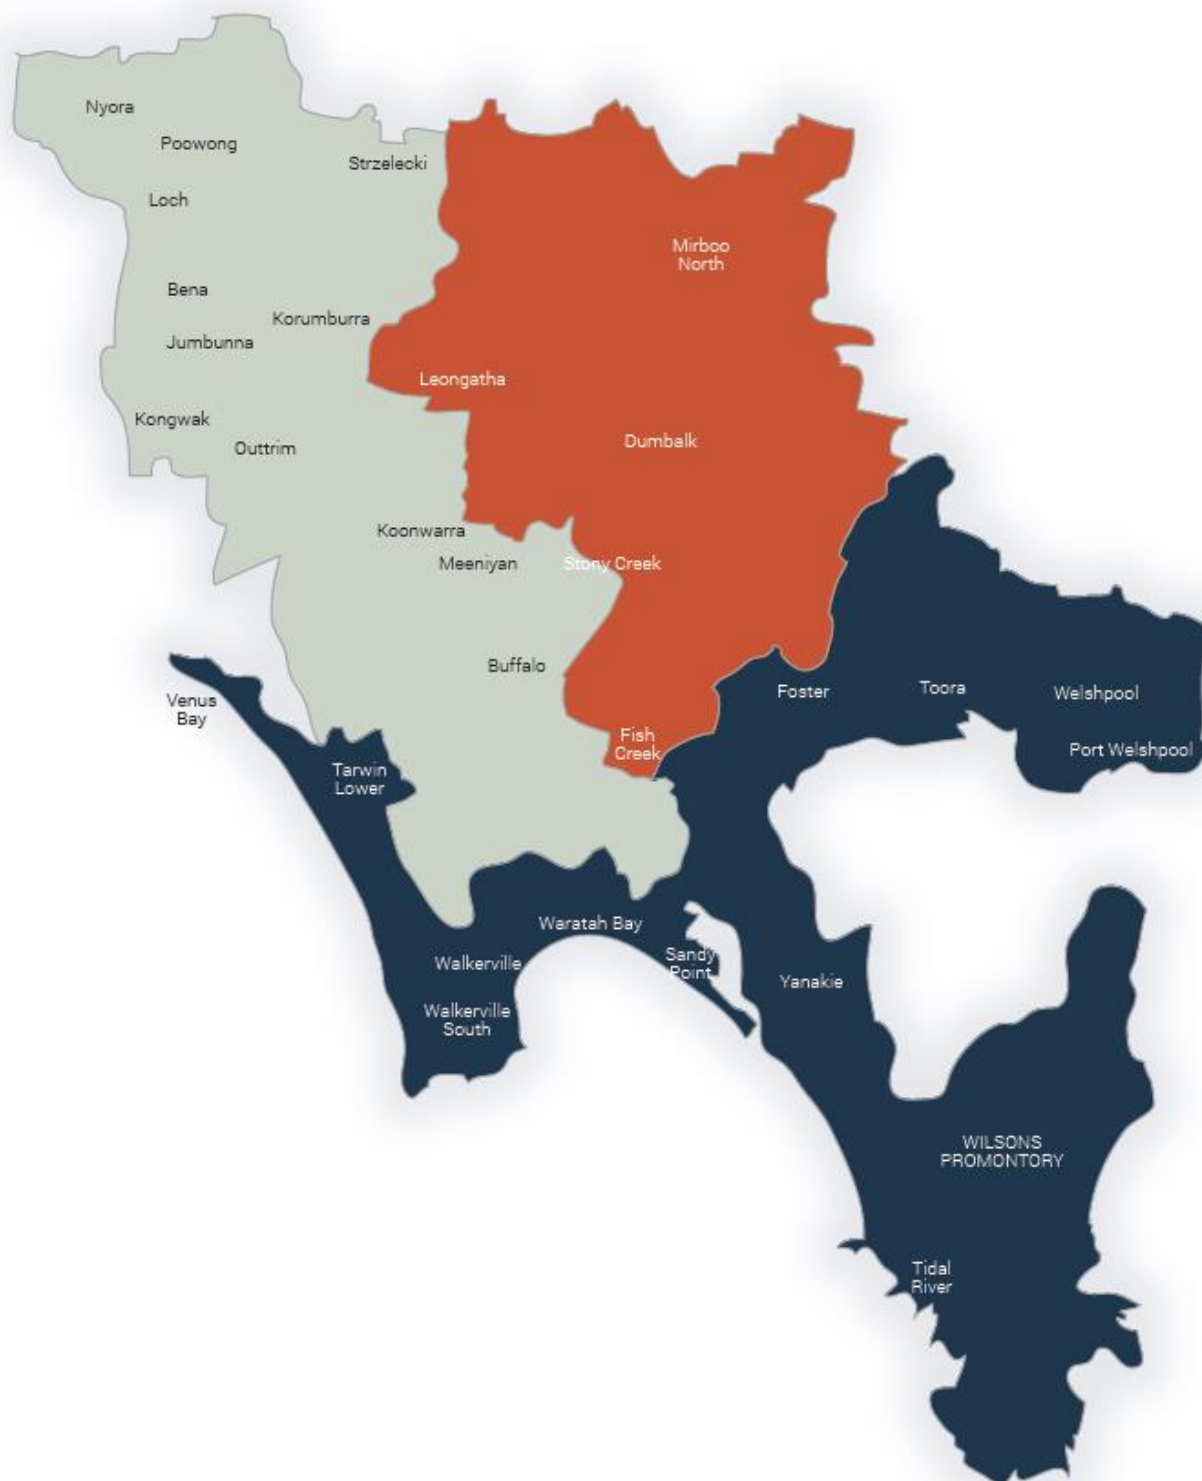 Nyora
Poowong
Strzelecki
Loch
Mirboo
North
Bena
Korumburra
Jumbunna
Leongatha
Kongwak
Outtrim
Dumbalk
Koonwarra
Meeniyan
Stony Creek
Buffalo
Foster
Toora
Welshpool
Venus
Bay
Fish
Creek
Port Welshpool
Tarwin
Lower
Waratah Bay
Walkerville
Sandy
Point
Yanakie
Walkerville
South
WILSONS
PROMONTORY
Tidal
River